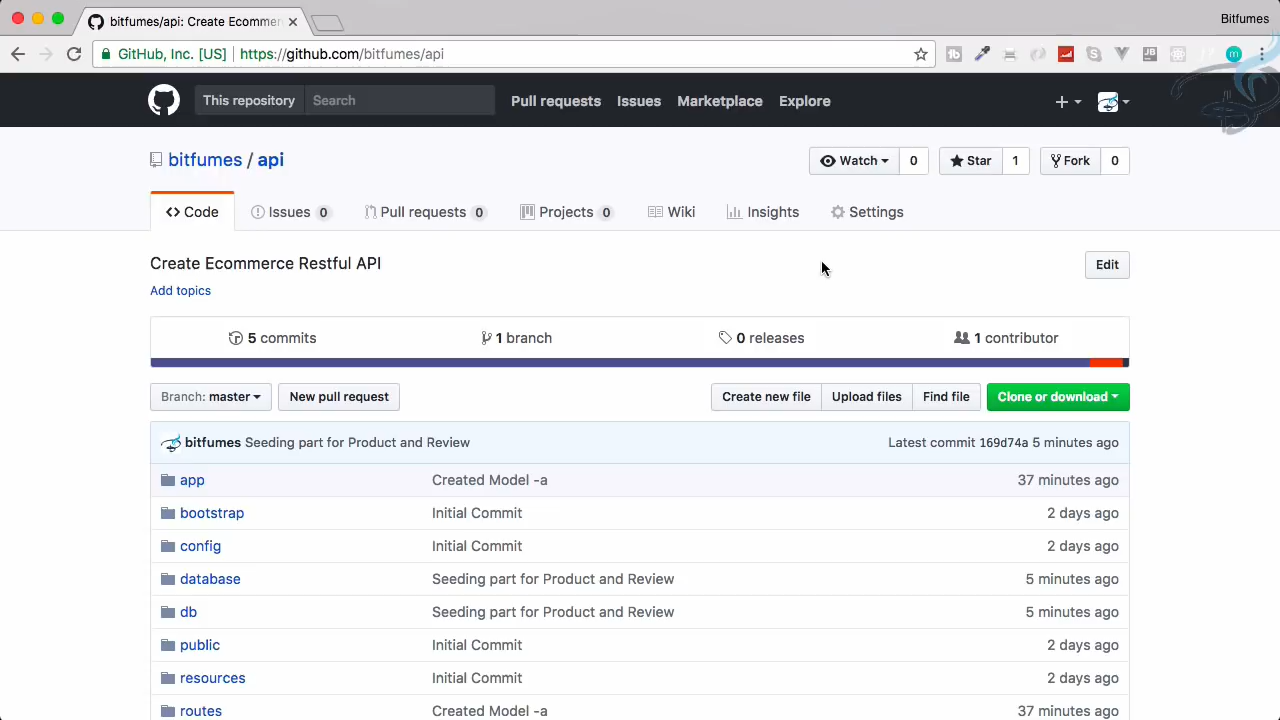 bitfumes/api: Create Ecommer
Bitfumes
GitHub, Inc. [US] https://github.com/bitfumes/api
This repository Search Pull requests Issues Marketplace Explore
bitfumes / api
Watch 0 Star 1 Fork 0
Code Issues 0 Pull requests 0 Projects 0 Wiki Insights Settings
Create Ecommerce Restful API
Edit
Add topics
5 commits 1 branch 0 releases 1 contributor
Branch: master New pull request Create new file Upload files Find file Clone or download
bitfumes Seeding part for Product and Review Latest commit 169d74a 5 minutes ago
app Created Model -a 37 minutes ago
bootstrap Initial Commit 2 days ago
config Initial Commit 2 days ago
database Seeding part for Product and Review 5 minutes ago
db Seeding part for Product and Review 5 minutes ago
public Initial Commit 2 days ago
resources Initial Commit 2 days ago
routes Created Model -a 37 minutes ago